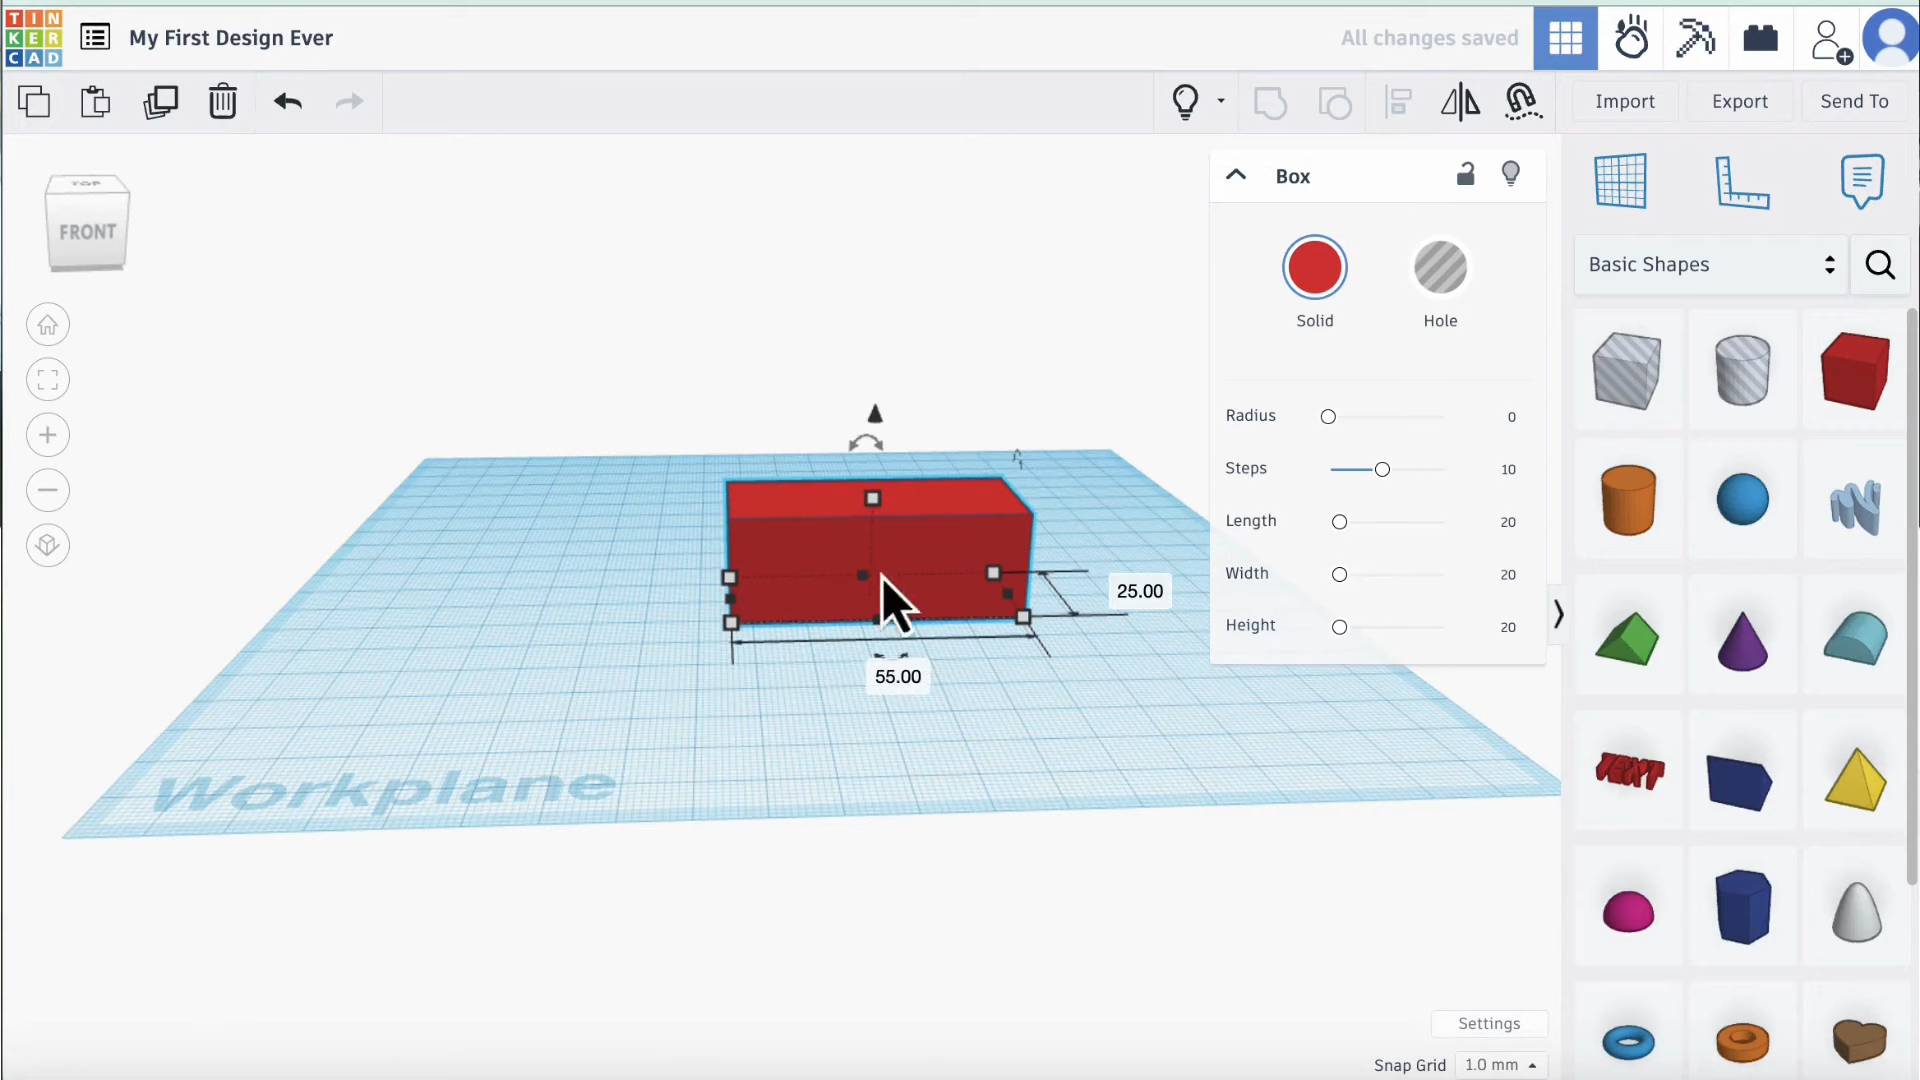 TIN
KER
CAD
My First Design Ever
All changes saved
Import
Export
Send To
TOP
FRONT
Box
Solid
Hole
Basic Shapes
Radius 0
Steps 10
Length 20
Width 20
Height 20
25.00
55.00
TEXT
Workplane
Settings
Snap Grid 1.0 mm